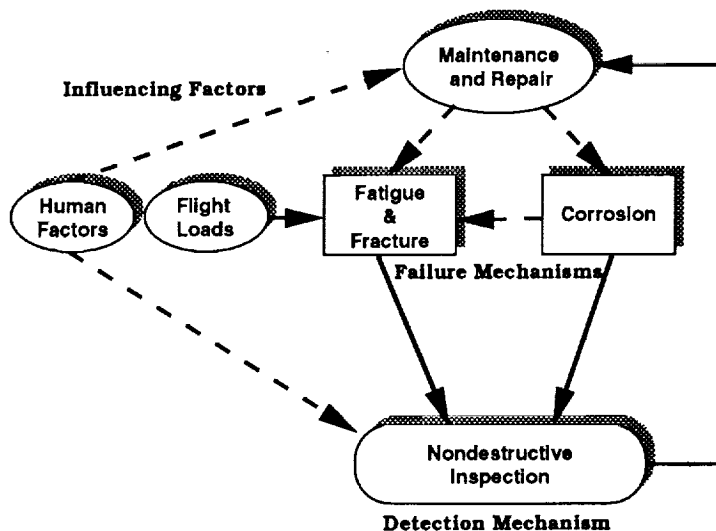 Maintenance
and Repair
Influencing Factors
Human
Factors
Flight
Loads
Fatigue
&
Fracture
Corrosion
Failure Mechanisms
Nondestructive
Inspection
Detection Mechanism